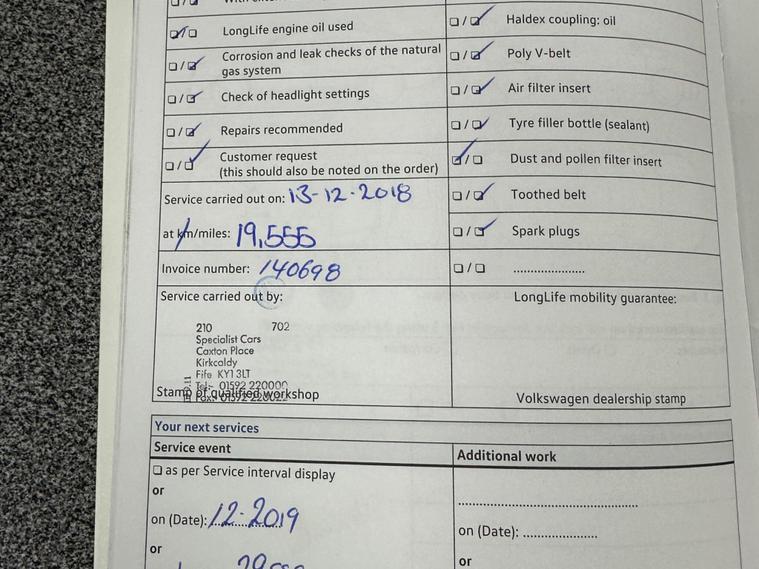 LongLife engine oil used
Corrosion and leak checks of the natural
gas system
Check of headlight settings
Repairs recommended
Customer request
(this should also be noted on the order)
Haldex coupling: oil
Poly V-belt
Air filter insert
Tyre filler bottle (sealant)
Dust and pollen filter insert
Toothed belt
Spark plugs
.....................
Service carried out on: 13-12-2018
at km/miles: 19,555
Invoice number: 140698
Service carried out by:
210 702
Specialist Cars
Caxton Place
Kirkcaldy
Fife KY1 3LT
Tel:- 01592 220000
Stamp of qualified workshop
LongLife mobility guarantee:
Volkswagen dealership stamp
Your next services
Service event
as per Service interval display
or
on (Date): 12-2019
or
Additional work
on (Date): ....................
or